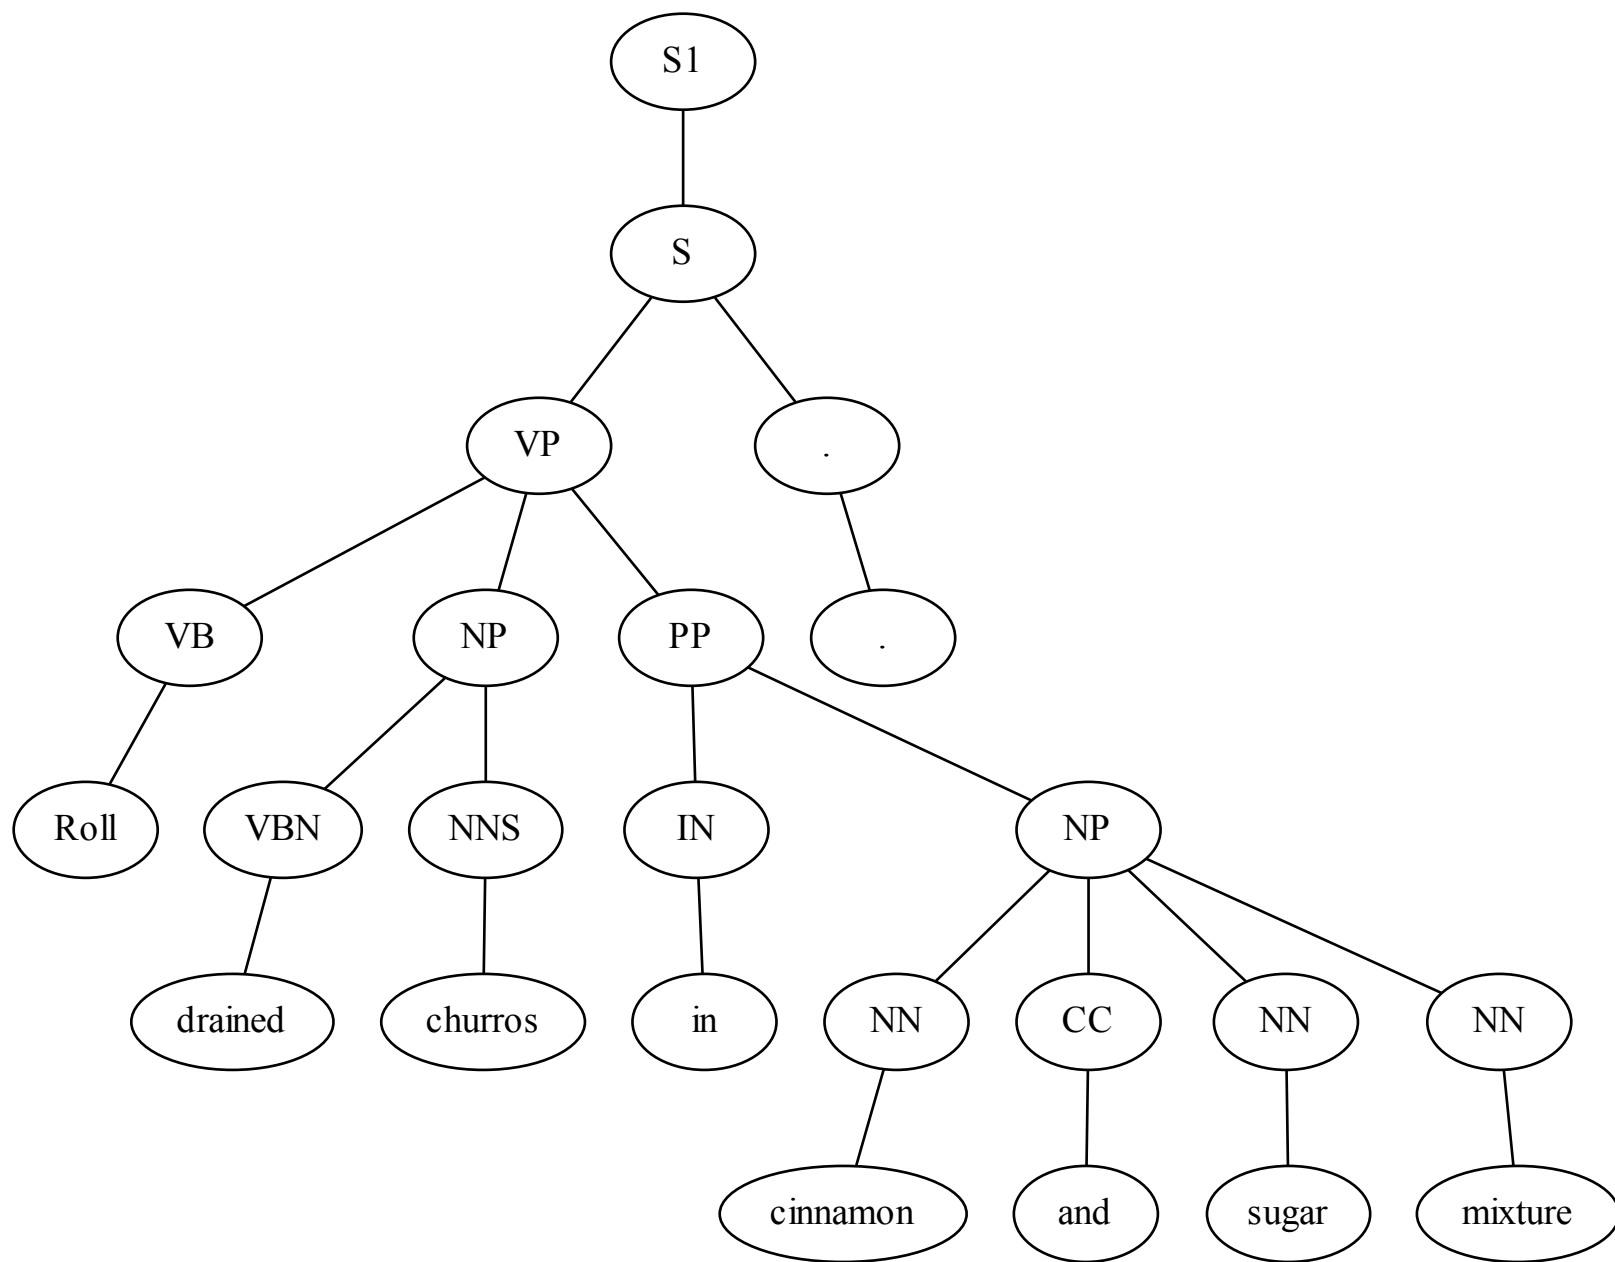 S1
S
VP .
VB NP PP .
Roll VBN NNS IN NP
drained churros in NN CC NN NN
cinnamon and sugar mixture